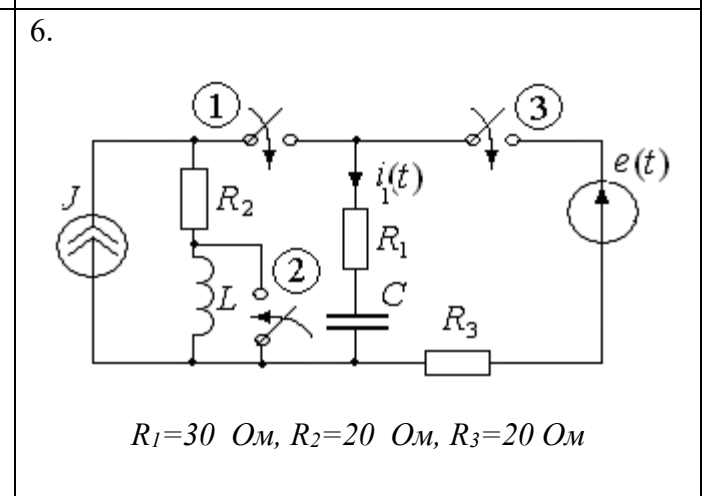 6.
1
3
i₁(t)
e(t)
J
R₂
R₁
2
L
C
R₃
R₁=30 Ом, R₂=20 Ом, R₃=20 Ом